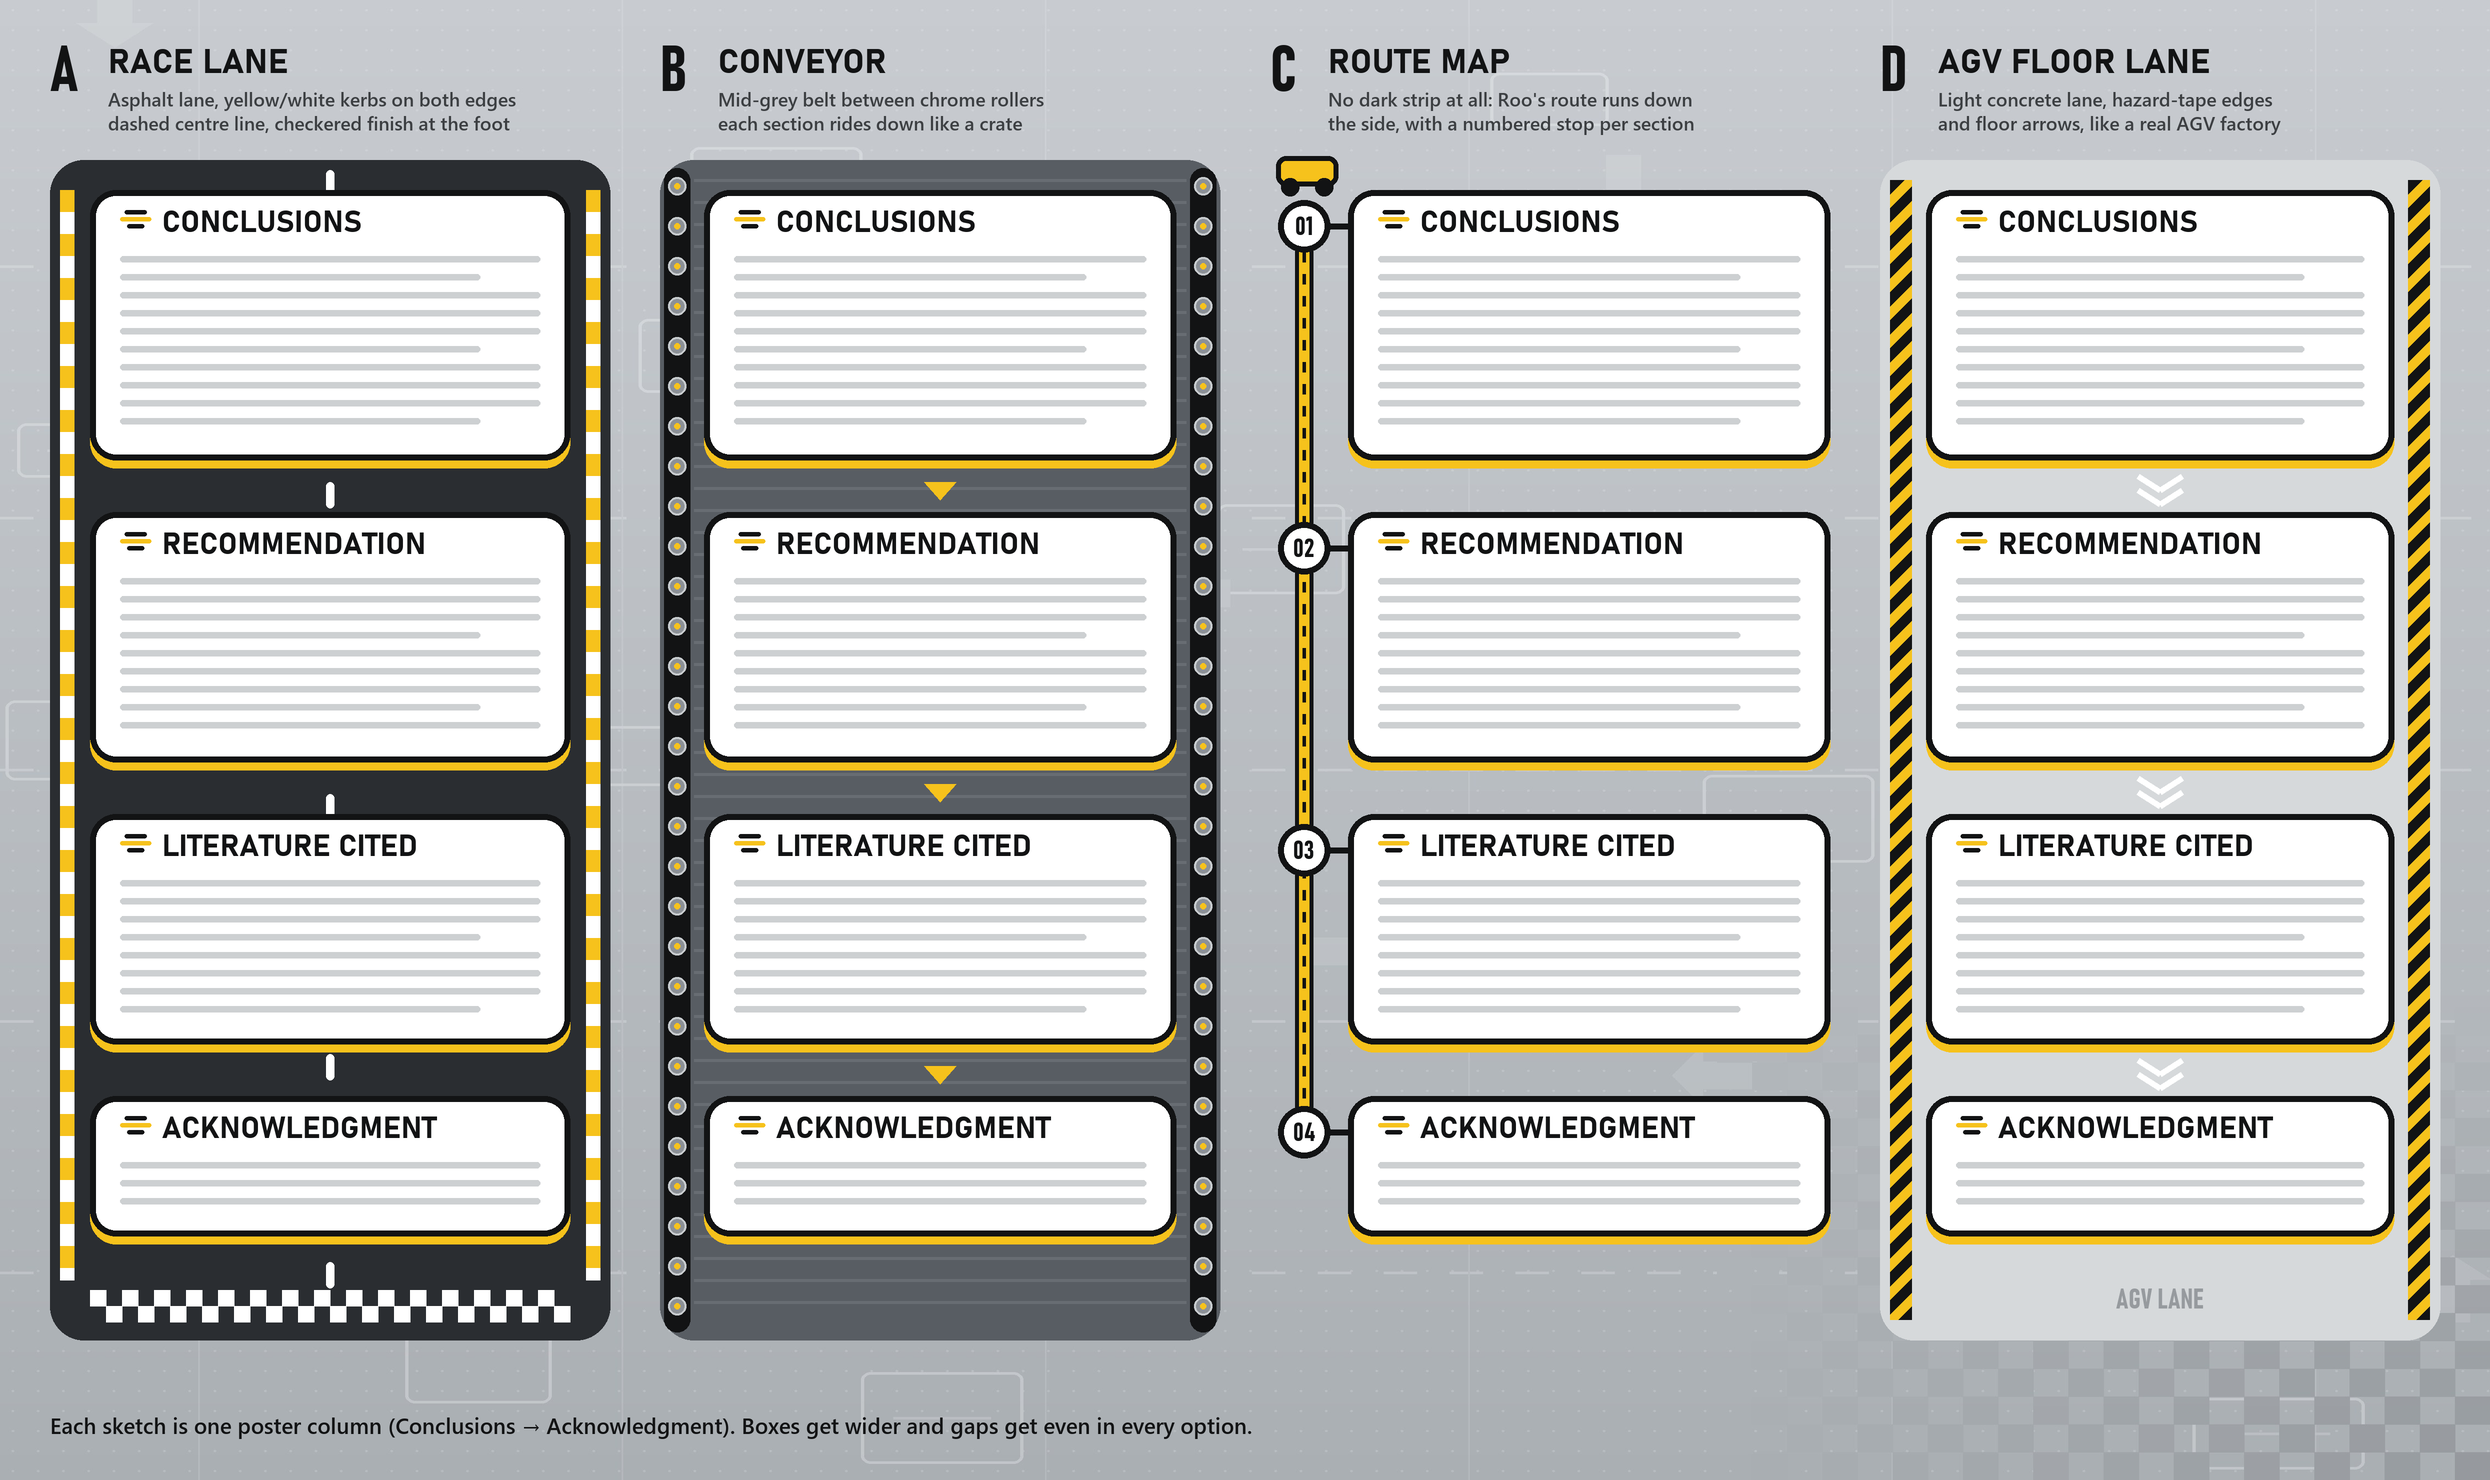 A RACE LANE
Asphalt lane, yellow/white kerbs on both edges
dashed centre line, checkered finish at the foot
CONCLUSIONS
RECOMMENDATION
LITERATURE CITED
ACKNOWLEDGMENT
B CONVEYOR
Mid-grey belt between chrome rollers
each section rides down like a crate
CONCLUSIONS
RECOMMENDATION
LITERATURE CITED
ACKNOWLEDGMENT
C ROUTE MAP
No dark strip at all: Roo's route runs down
the side, with a numbered stop per section
01 CONCLUSIONS
02 RECOMMENDATION
03 LITERATURE CITED
04 ACKNOWLEDGMENT
D AGV FLOOR LANE
Light concrete lane, hazard-tape edges
and floor arrows, like a real AGV factory
CONCLUSIONS
RECOMMENDATION
LITERATURE CITED
ACKNOWLEDGMENT
AGV LANE
Each sketch is one poster column (Conclusions → Acknowledgment). Boxes get wider and gaps get even in every option.